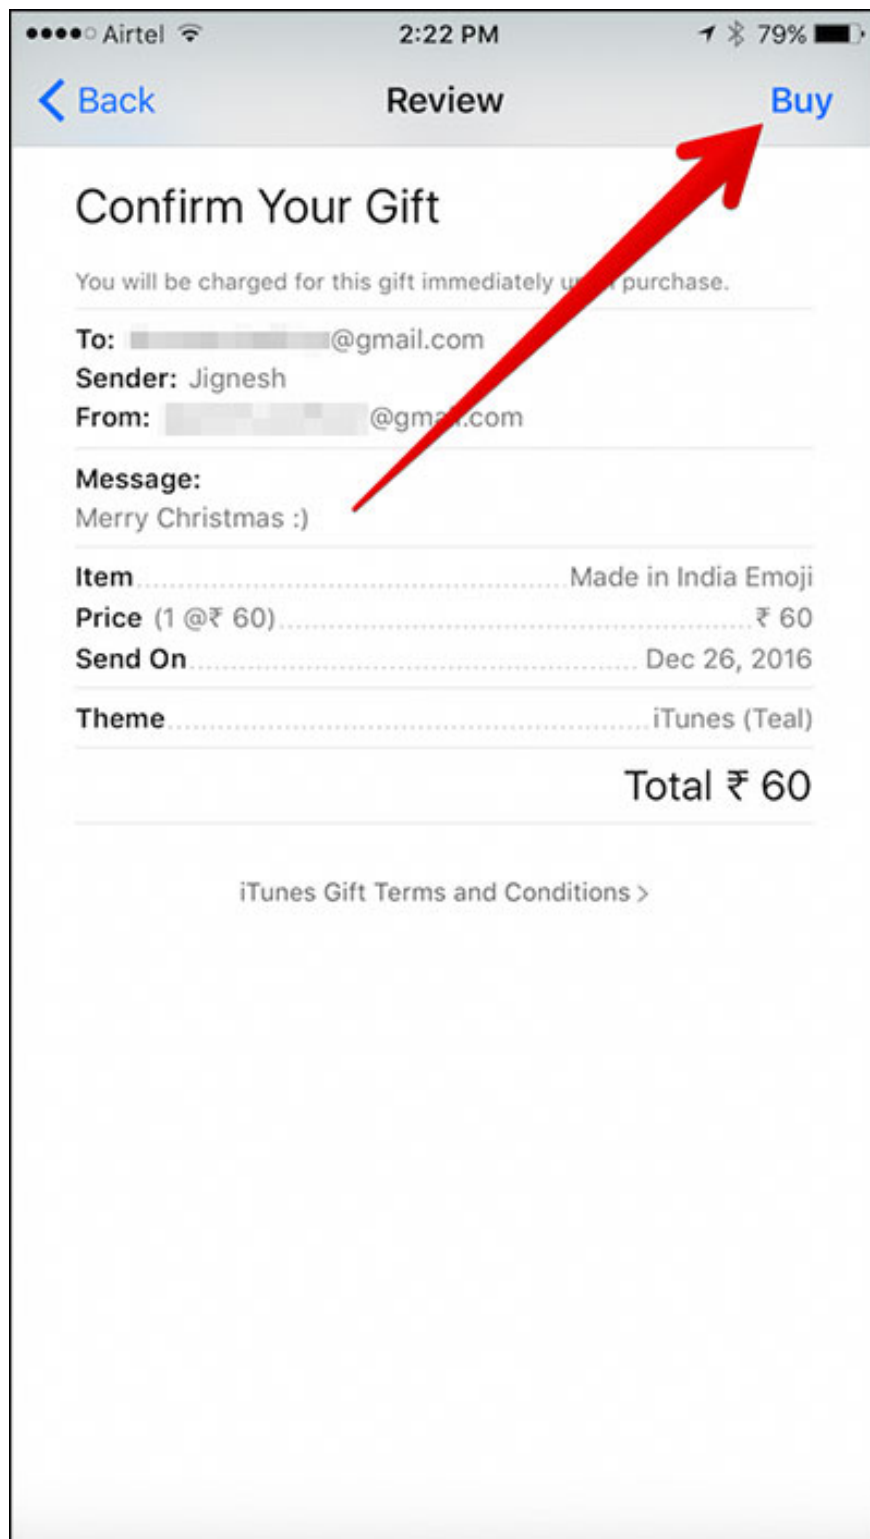 Airtel 2:22 PM 79%
Back Review Buy
Confirm Your Gift
You will be charged for this gift immediately purchase.
To: @gmail.com
Sender: Jignesh
From: @gmail.com
Message:
Merry Christmas :)
Item Made in India Emoji
Price (1 @₹ 60) ₹ 60
Send On Dec 26, 2016
Theme iTunes (Teal)
Total ₹ 60
iTunes Gift Terms and Conditions >